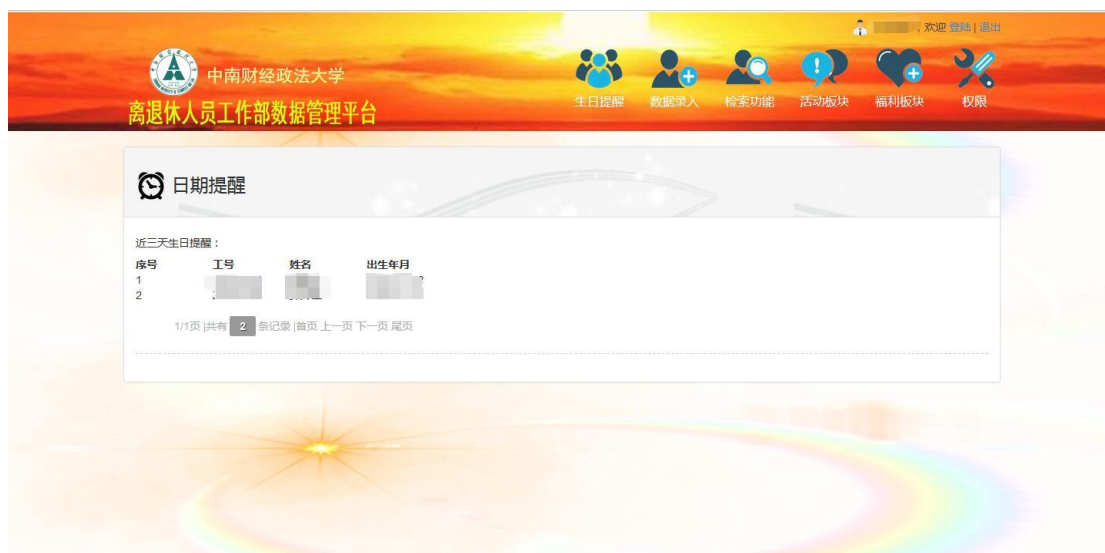 ，欢迎 登陆 | 退出
中南财经政法大学
离退休人员工作部数据管理平台
生日提醒 数据录入 检索功能 活动板块 福利板块 权限
日期提醒
近三天生日提醒：
序号 工号 姓名 出生年月
1
2
1/1页 |共有 2 条记录 |首页 上一页 下一页 尾页